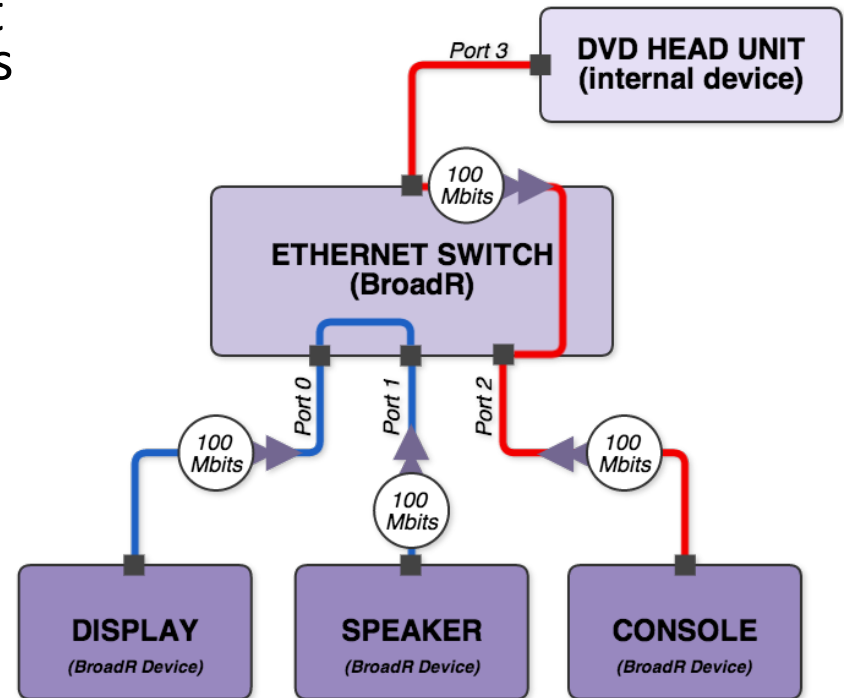 s
Port 3
DVD HEAD UNIT
(internal device)
100
Mbits
ETHERNET SWITCH
(BroadR)
Port 0
Port 1
Port 2
100
Mbits
100
Mbits
100
Mbits
DISPLAY
(BroadR Device)
SPEAKER
(BroadR Device)
CONSOLE
(BroadR Device)